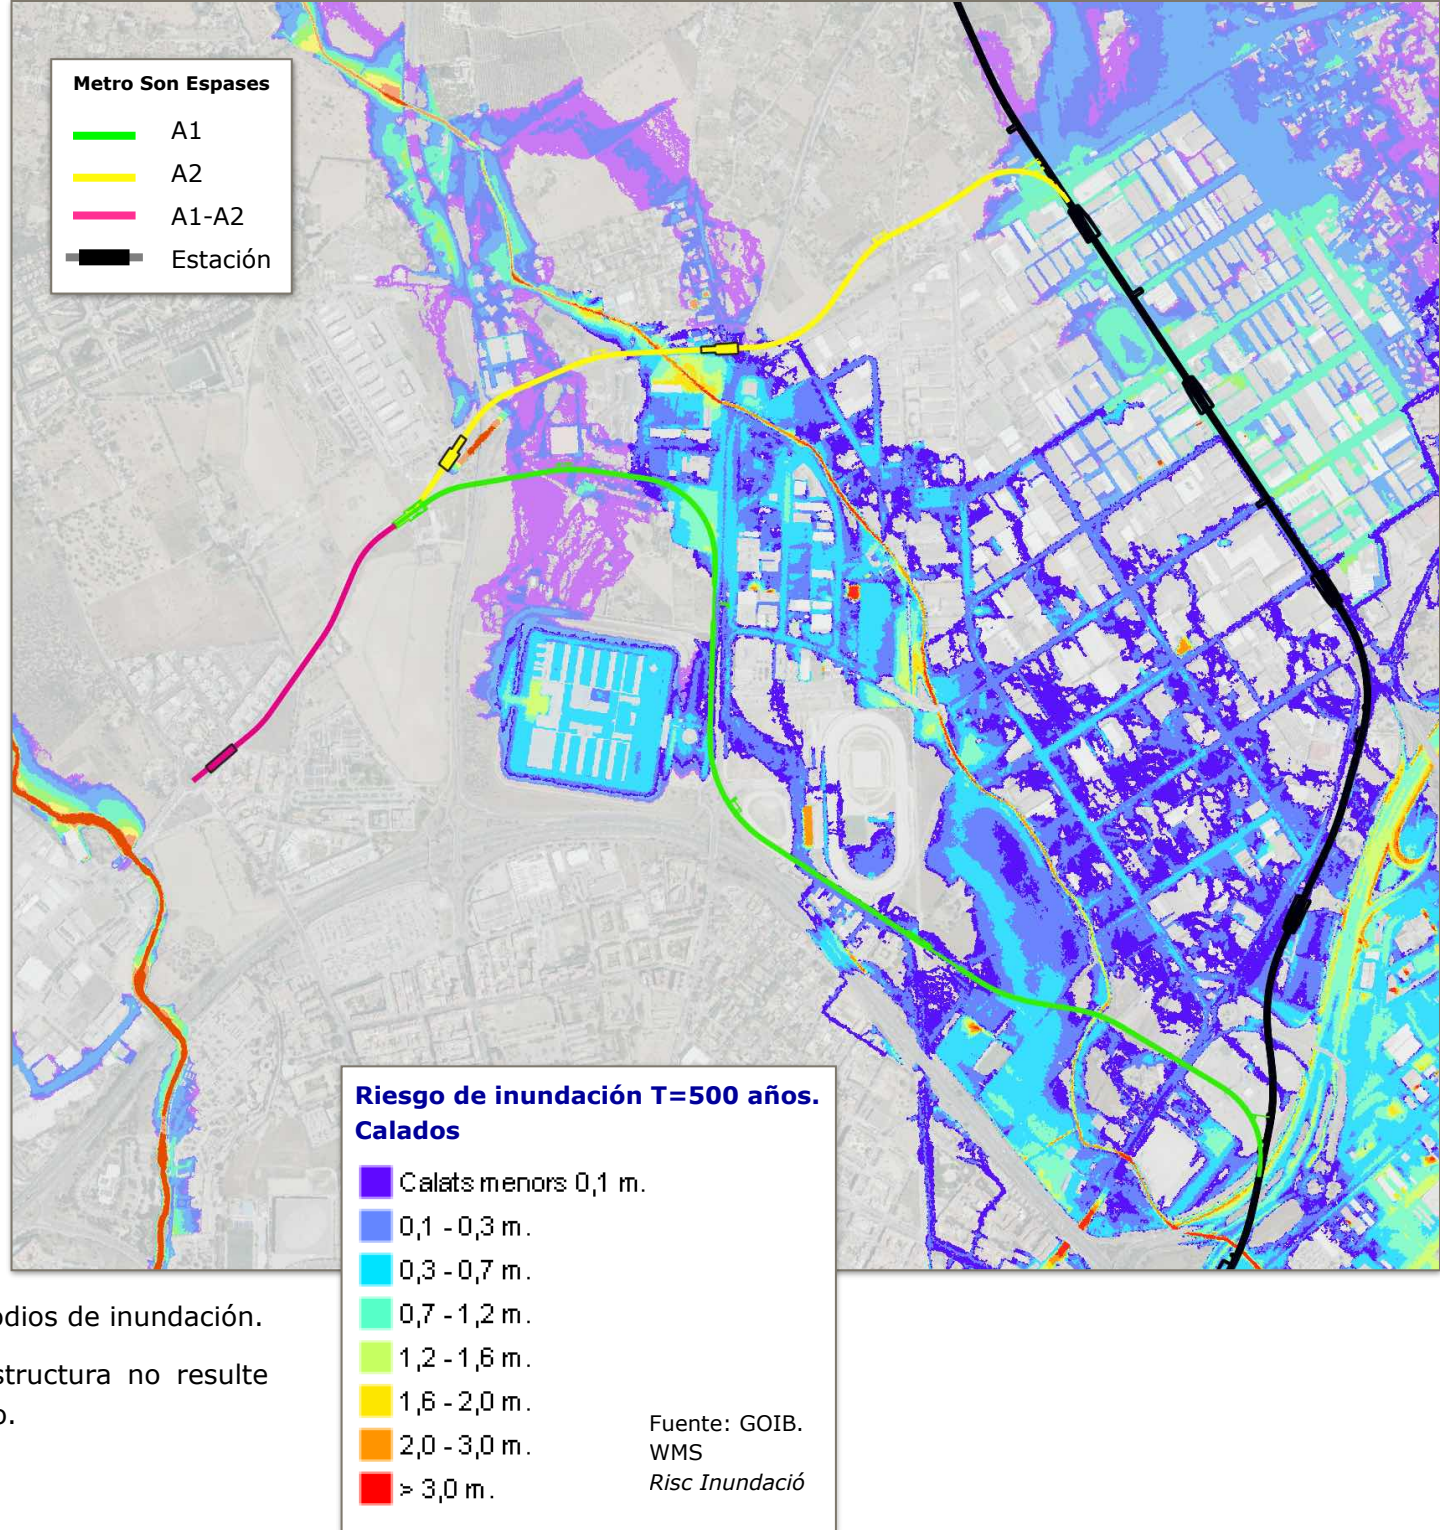 Metro Son Espases
A1
A2
A1-A2
Estación
Riesgo de inundación T=500 años.
Calados
Calats menors 0,1 m.
0,1 - 0,3 m.
0,3 - 0,7 m.
0,7 - 1,2 m.
1,2 - 1,6 m.
1,6 - 2,0 m.
2,0 - 3,0 m.
> 3,0 m.
Fuente: GOIB.
WMS
Risc Inundació
odios de inundación.
structura no resulte
o.